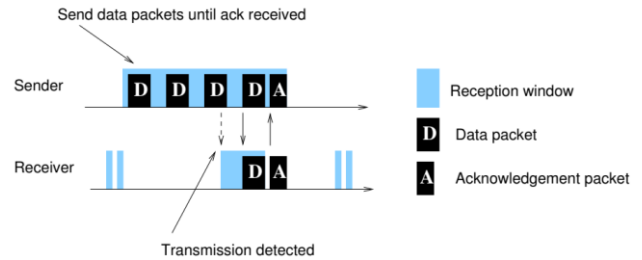 Send data packets until ack received
Sender
D D D D A
Reception window
D Data packet
Receiver
D A
A Acknowledgement packet
Transmission detected